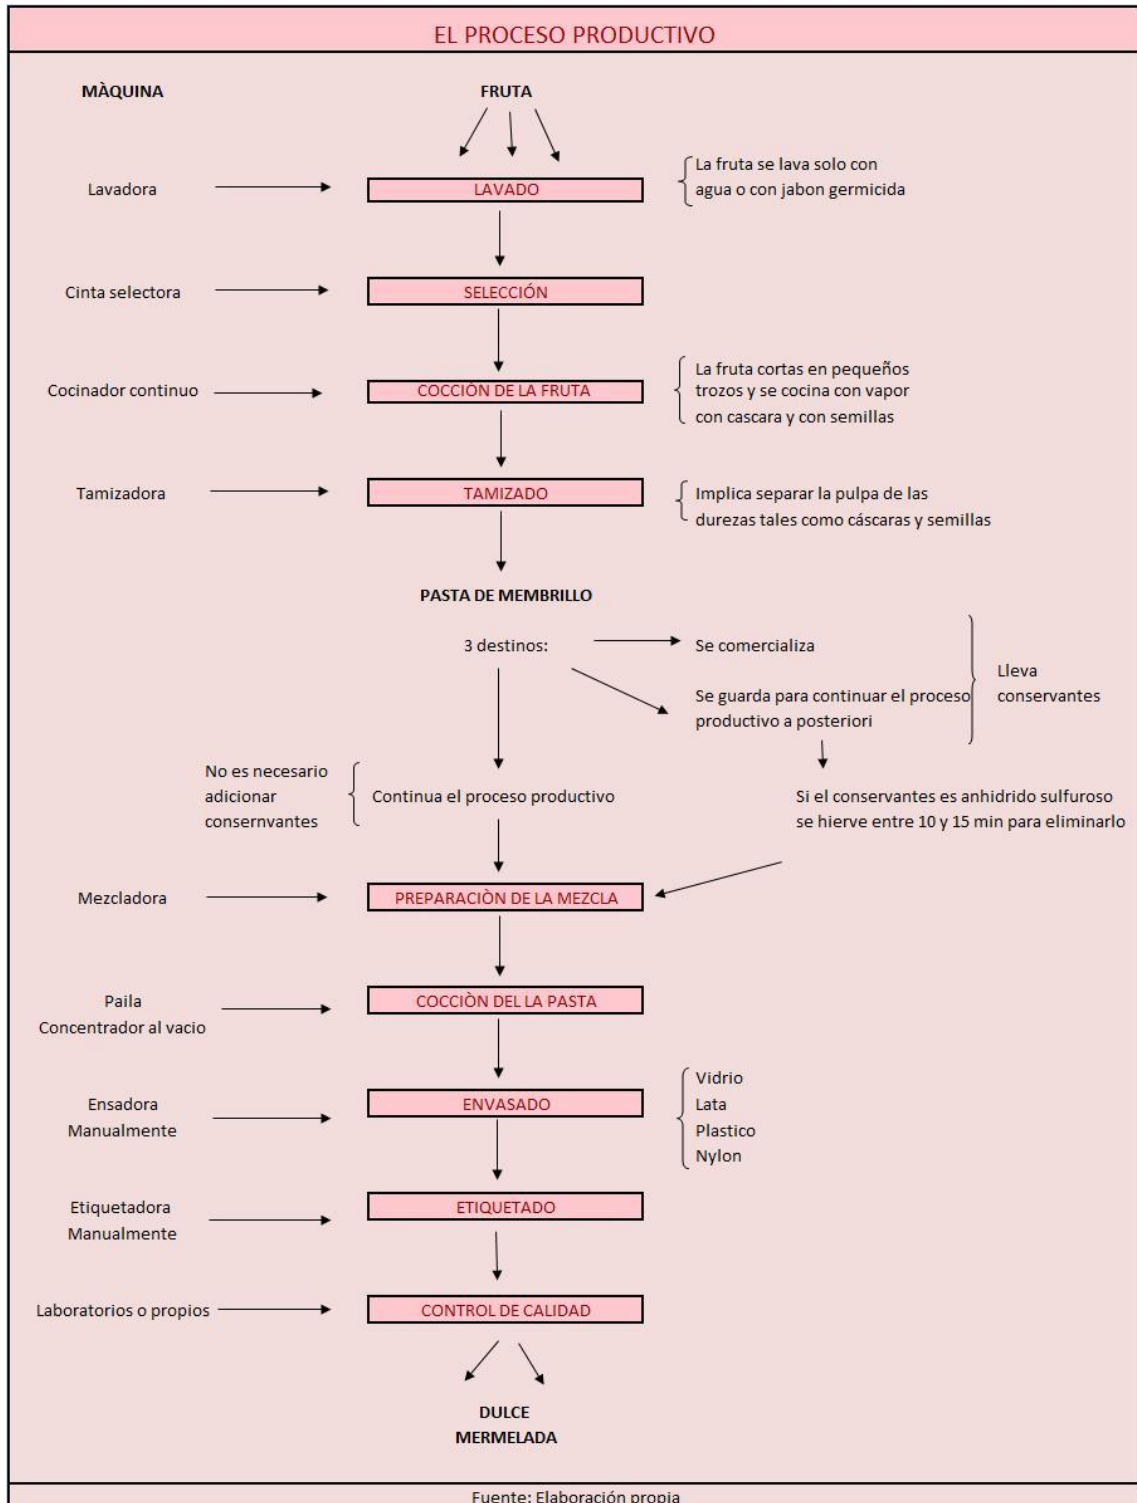 EL PROCESO PRODUCTIVO
MÀQUINA
FRUTA
Lavadora
LAVADO
La fruta se lava solo con
agua o con jabon germicida
Cinta selectora
SELECCIÓN
Cocinador continuo
COCCIÒN DE LA FRUTA
La fruta cortas en pequeños
trozos y se cocina con vapor
con cascara y con semillas
Tamizadora
TAMIZADO
Implica separar la pulpa de las
durezas tales como cáscaras y semillas
PASTA DE MEMBRILLO
3 destinos:
Se comercializa
Se guarda para continuar el proceso
productivo a posteriori
Lleva
conservantes
No es necesario
adicionar
consernvantes
Continua el proceso productivo
Si el conservantes es anhidrido sulfuroso
se hierve entre 10 y 15 min para eliminarlo
Mezcladora
PREPARACIÒN DE LA MEZCLA
Paila
Concentrador al vacio
COCCIÒN DEL LA PASTA
Ensadora
Manualmente
ENVASADO
Vidrio
Lata
Plastico
Nylon
Etiquetadora
Manualmente
ETIQUETADO
Laboratorios o propios
CONTROL DE CALIDAD
DULCE
MERMELADA
Fuente: Elaboración propia